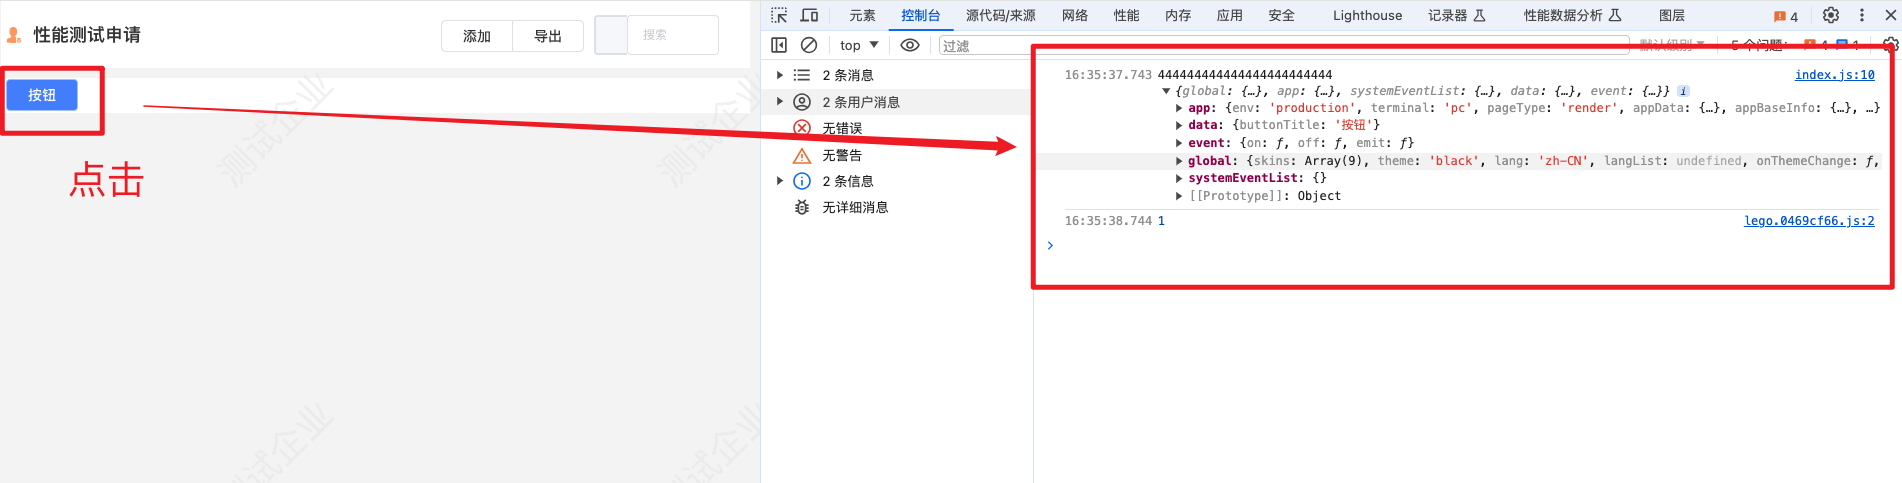 性能测试申请
添加
导出
搜索
按钮
点击
测试企业
测试企业
测试企业
测试企业
元素
控制台
源代码/来源
网络
性能
内存
应用
安全
Lighthouse
记录器
性能数据分析
图层
4
top
过滤
默认级别
5 个问题:
4
1
2 条消息
2 条用户消息
无错误
无警告
2 条信息
无详细消息
16:35:37.743 444444444444444444444444 index.js:10
{global: {…}, app: {…}, systemEventList: {…}, data: {…}, event: {…}} i
app: {env: 'production', terminal: 'pc', pageType: 'render', appData: {…}, appBaseInfo: {…}, …}
data: {buttonTitle: '按钮'}
event: {on: ƒ, off: ƒ, emit: ƒ}
global: {skins: Array(9), theme: 'black', lang: 'zh-CN', langList: undefined, onThemeChange: ƒ,
systemEventList: {}
[[Prototype]]: Object
16:35:38.744 1 lego.0469cf66.js:2
>